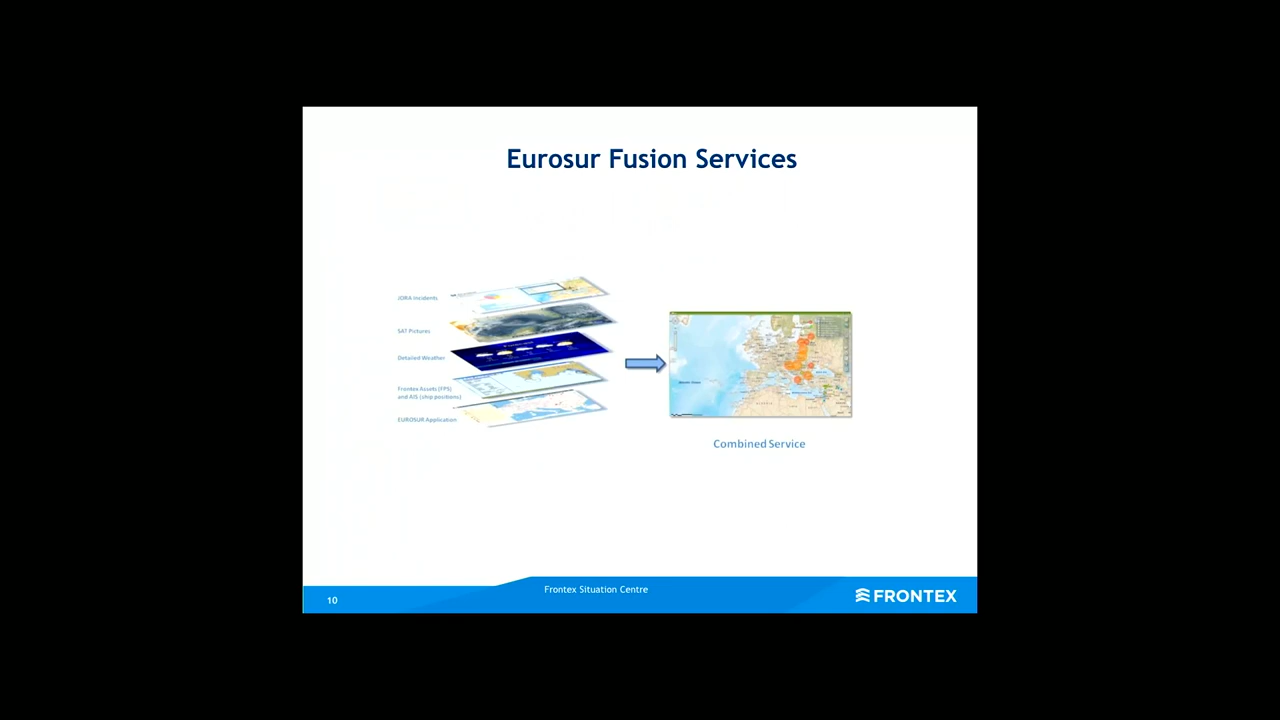 Eurosur Fusion Services
JORA Incidents
SAT Pictures
Detailed Weather
Frontex Assets (FPS)
and AIS (ship positions)
EUROSUR Application
Combined Service
10
Frontex Situation Centre
FRONTEX